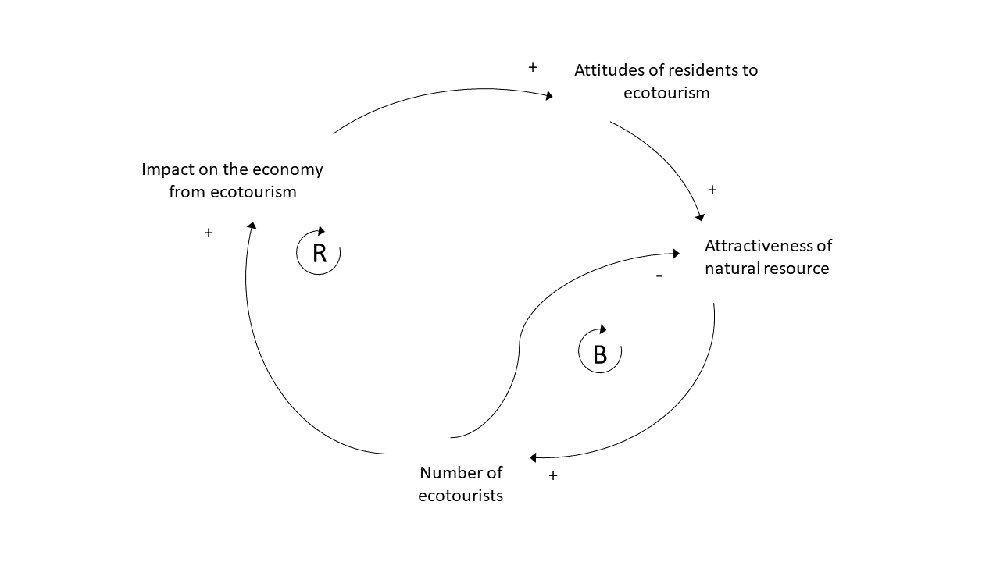 +
Attitudes of residents to
ecotourism
Impact on the economy
from ecotourism
+
+
R
Attractiveness of
natural resource
-
B
Number of
ecotourists
+